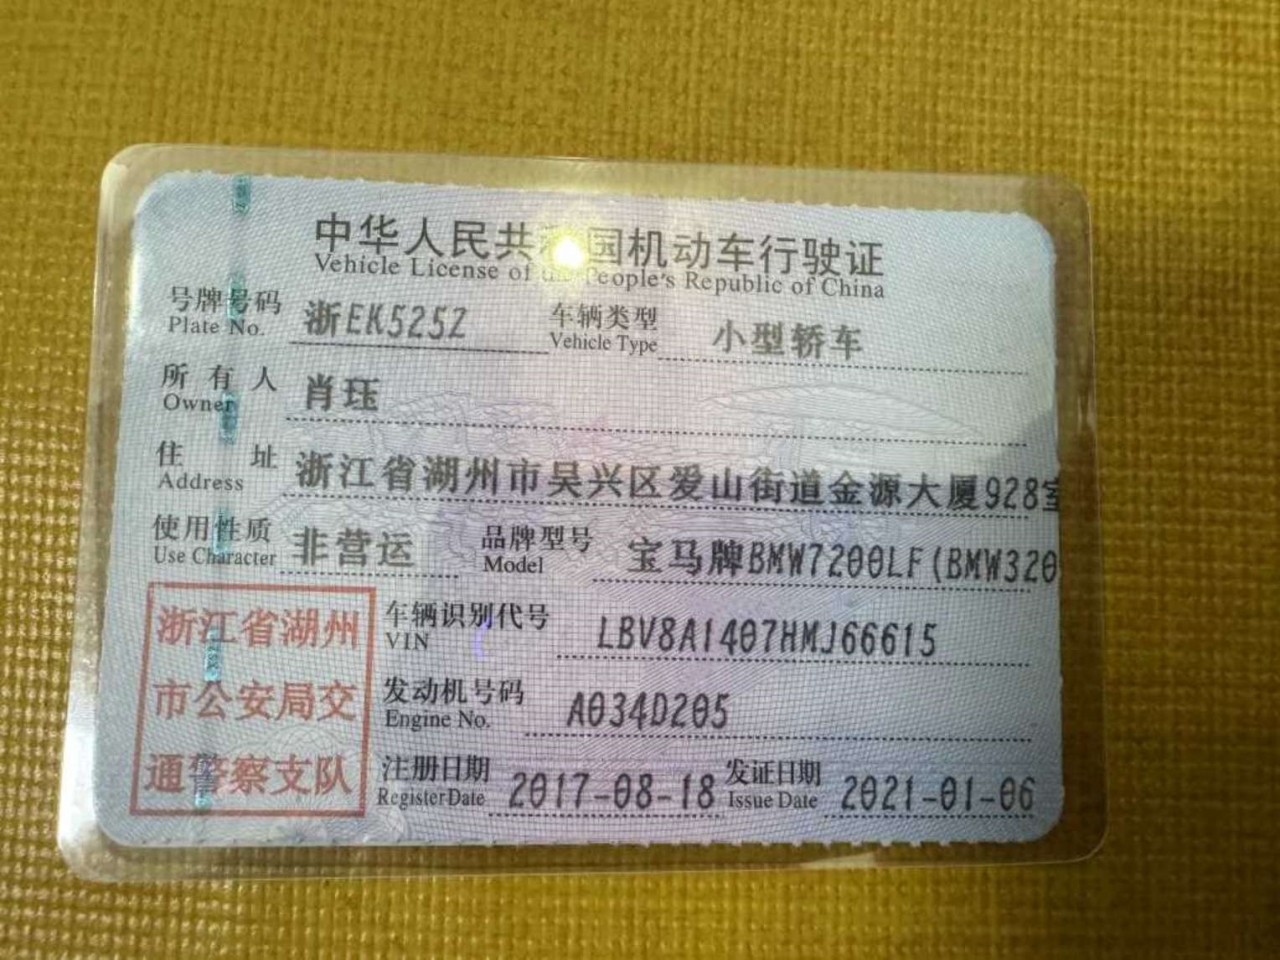 中华人民共和国机动车行驶证
Vehicle License of the People's Republic of China
号牌号码 Plate No. 浙EK525Z 车辆类型 Vehicle Type 小型轿车
所有人 Owner 肖珏
住址 Address 浙江省湖州市吴兴区爱山街道金源大厦928室
使用性质 Use Character 非营运 品牌型号 Model 宝马牌BMW7200LF(BMW320
车辆识别代号 VIN LBV8A1407HMJ66615
发动机号码 Engine No. A034D205
注册日期 Register Date 2017-08-18 发证日期 Issue Date 2021-01-06
浙江省湖州
市公安局交
通警察支队